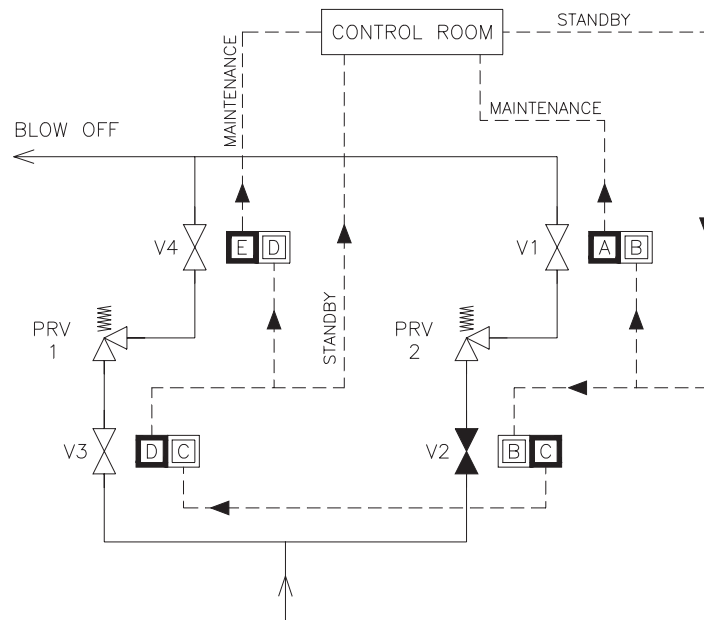 STANDBY
CONTROL ROOM
MAINTENANCE
MAINTENANCE
BLOW OFF
V4
E D
V1
A B
STANDBY
PRV
1
PRV
2
V3
D C
V2
B C